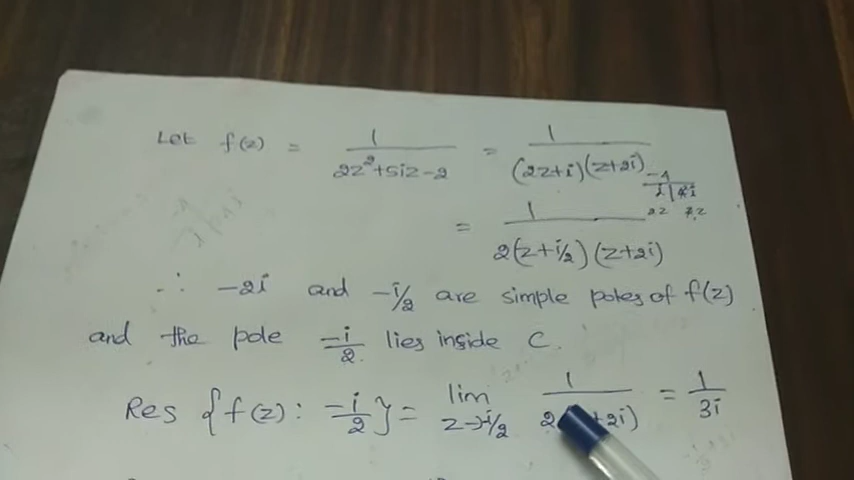 Let f(z) = 1/(2z²+5iz-2) = 1/((2z+i)(z+2i))
= 1/(2(z+i/2)(z+2i))
∴ -2i and -i/2 are simple poles of f(z)
and the pole -i/2 lies inside C.
Res {f(z): -i/2} = lim z→-i/2 1/(2 +2i) = 1/3i